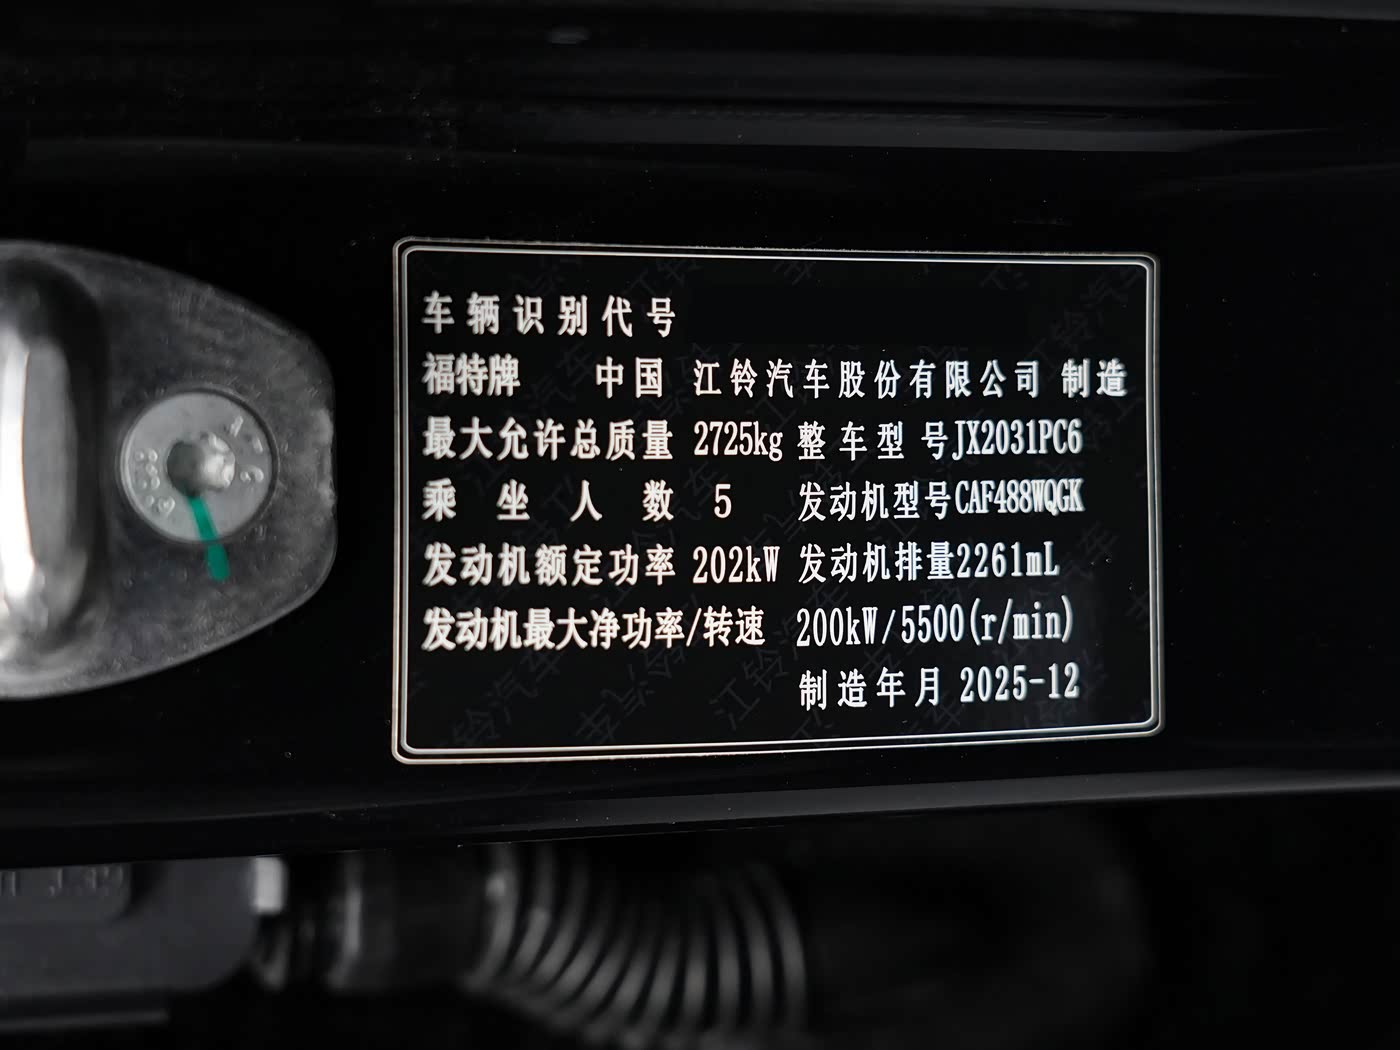 车辆识别代号
福特牌 中国 江铃汽车股份有限公司 制造
最大允许总质量 2725kg 整车型号JX2031PC6
乘坐人数 5 发动机型号CAF488WQGK
发动机额定功率 202kW 发动机排量2261mL
发动机最大净功率/转速 200kW/5500(r/min)
制造年月 2025-12